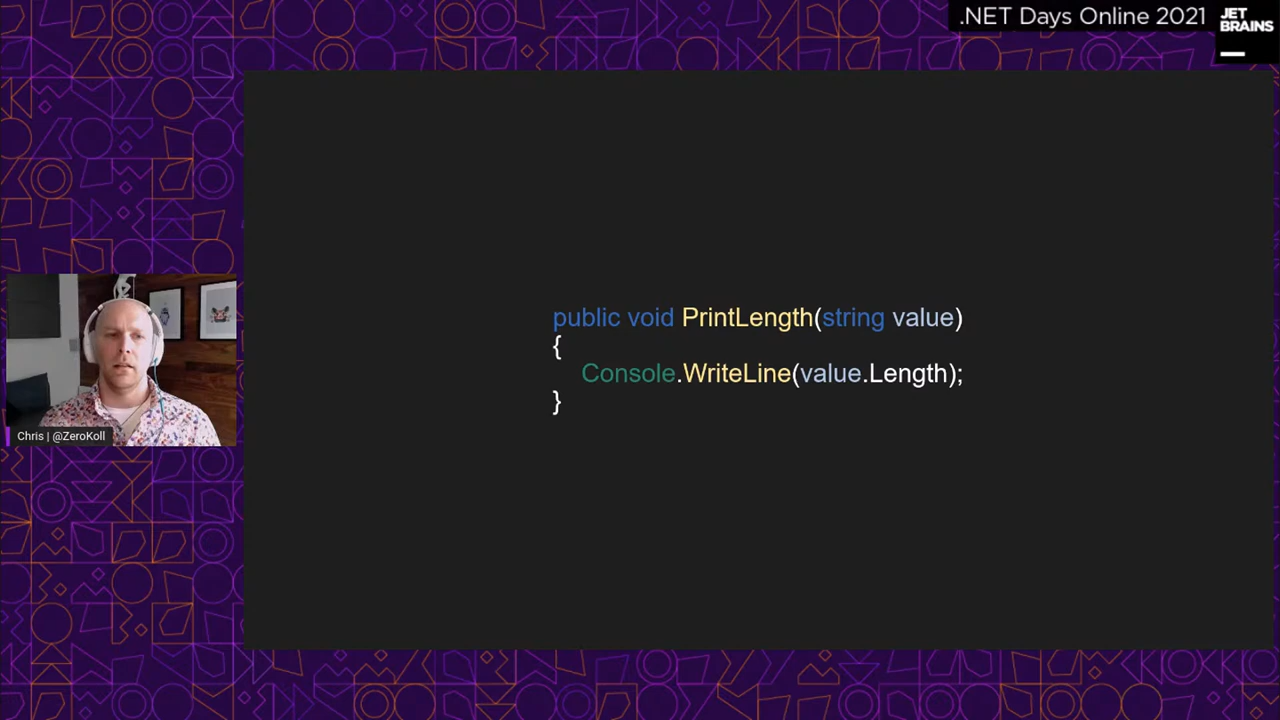 .NET Days Online 2021
JET
BRAINS
public void PrintLength(string value)
{
Console.WriteLine(value.Length);
}
Chris | @ZeroKoll